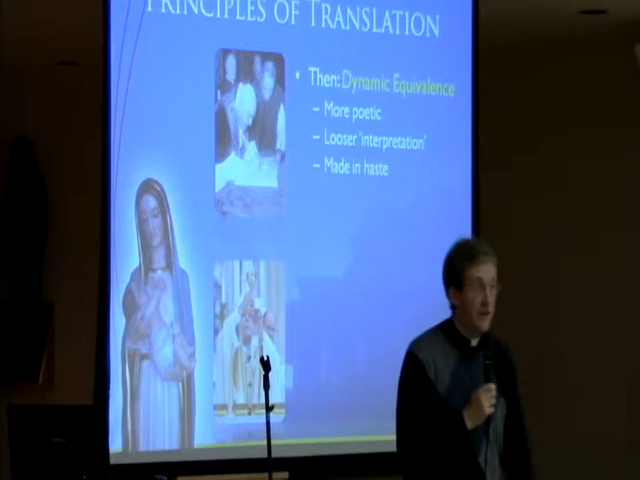 PRINCIPLES OF TRANSLATION
• Then: Dynamic Equivalence
– More poetic
– Looser 'interpretation'
– Made in haste